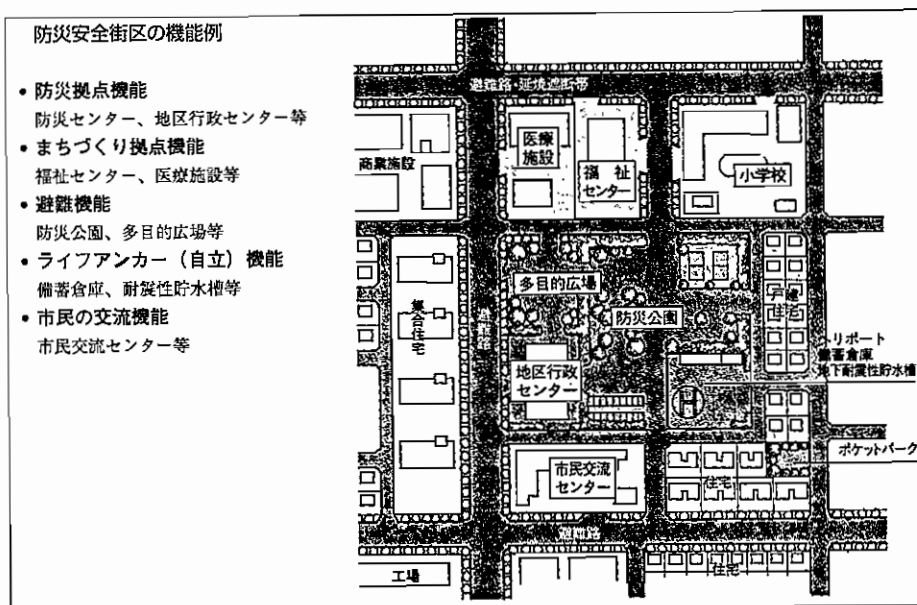 防災安全街区の機能例
• 防災拠点機能
防災センター、地区行政センター等
• まちづくり拠点機能
福祉センター、医療施設等
• 避難機能
防災公園、多目的広場等
• ライフアンカー（自立）機能
備蓄倉庫、耐震性貯水槽等
• 市民の交流機能
市民交流センター等
避難路・延焼遮断帯
商業施設
医療
施設
福祉
センター
小学校
多目的広場
防災公園
集合住宅
戸建
住宅
ヘリポート
備蓄倉庫
地下耐震性貯水槽
地区行政
センター
ポケットパーク
市民交流
センター
住宅
避難路
工場
住宅